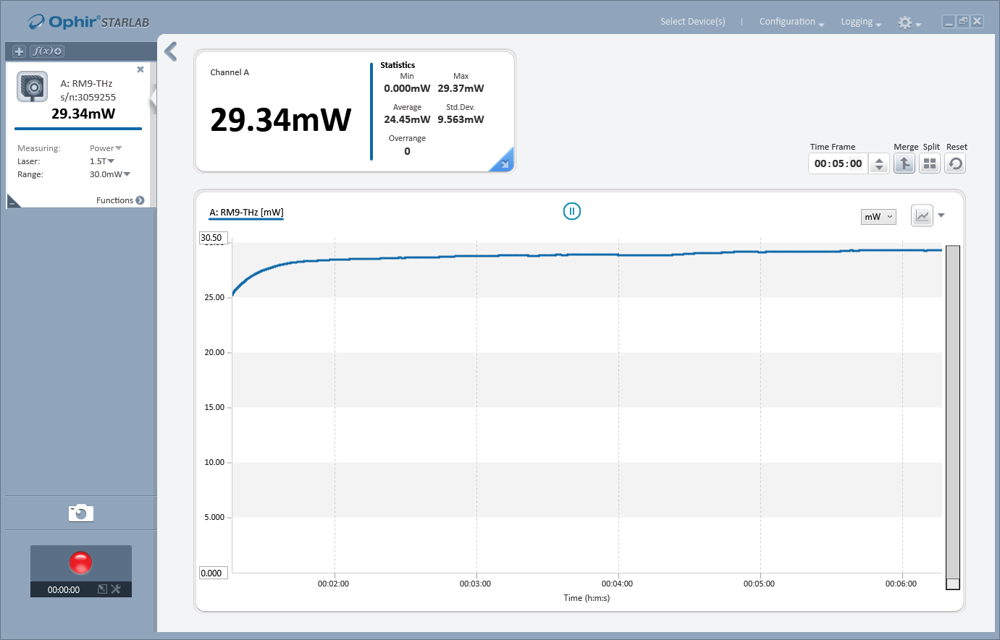 Ophir® STARLAB
Select Device(s) | Configuration Logging
f(x)
A: RM9-THz
s/n:3059255
29.34mW
Measuring: Power
Laser: 1.5T
Range: 30.0mW
Functions
00:00:00
Channel A
29.34mW
Statistics
Min Max
0.000mW 29.37mW
Average Std.Dev.
24.45mW 9.563mW
Overrange
0
Time Frame Merge Split Reset
00:05:00
A: RM9-THz [mW]
mW
30.50
25.00
20.00
15.00
10.00
5.000
0.000
00:02:00 00:03:00 00:04:00 00:05:00 00:06:00
Time (h:m:s)